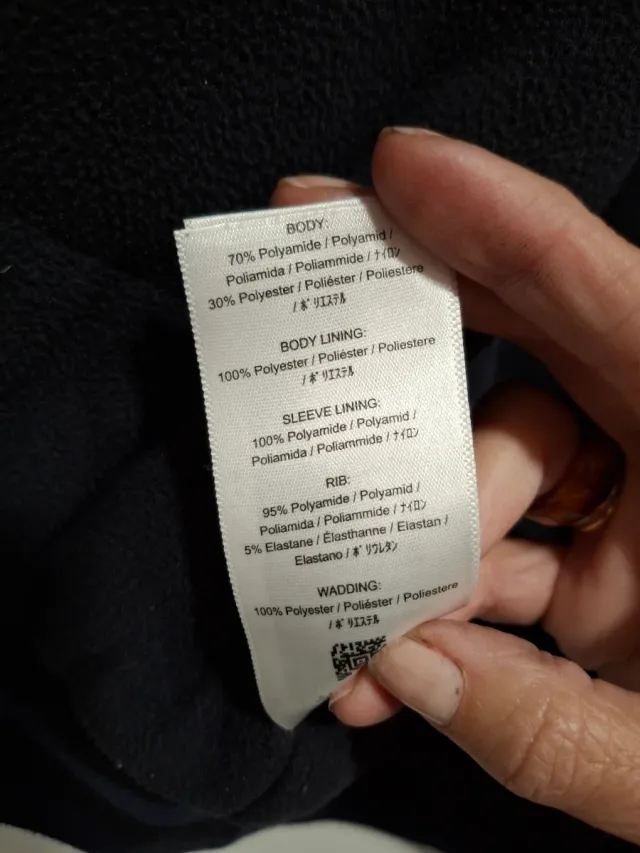 BODY:
70% Polyamide / Polyamid /
Poliamida / Poliammide / ﾅｲﾛﾝ
30% Polyester / Poliéster / Poliestere
/ ﾎﾟﾘｴｽﾃﾙ
BODY LINING:
100% Polyester / Poliéster / Poliestere
/ ﾎﾟﾘｴｽﾃﾙ
SLEEVE LINING:
100% Polyamide / Polyamid /
Poliamida / Poliammide / ﾅｲﾛﾝ
RIB:
95% Polyamide / Polyamid /
Poliamida / Poliammide / ﾅｲﾛﾝ
5% Elastane / Élasthanne / Elastan /
Elastano / ﾎﾟﾘｳﾚﾀﾝ
WADDING:
100% Polyester / Poliéster / Poliestere
/ ﾎﾟﾘｴｽﾃﾙ